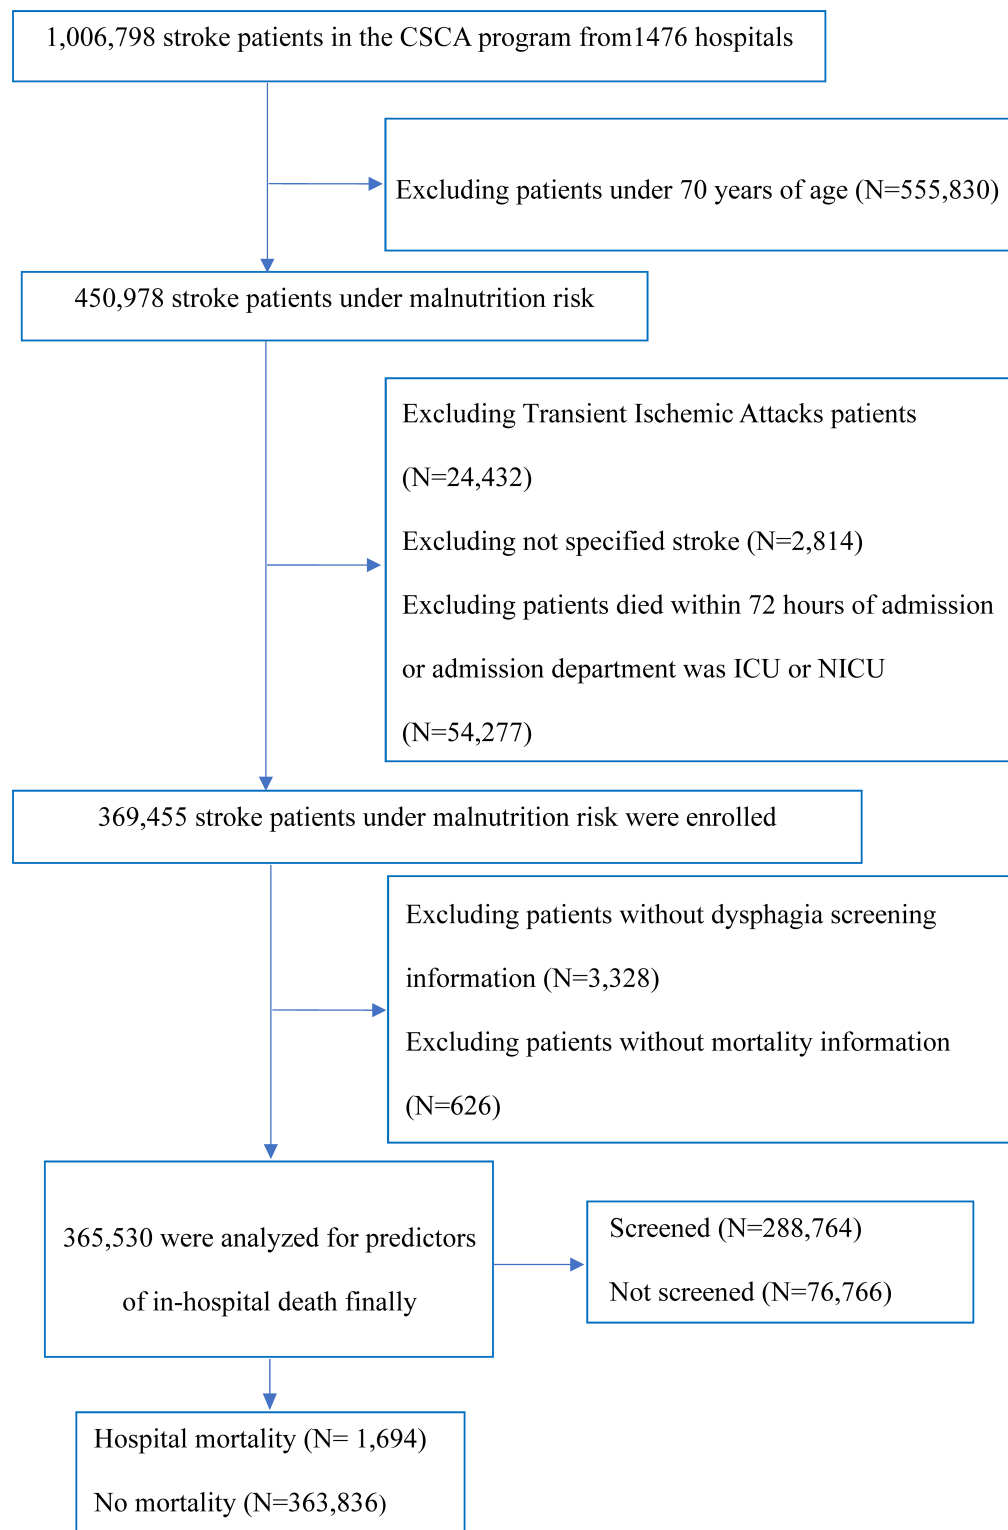 1,006,798 stroke patients in the CSCA program from1476 hospitals
Excluding patients under 70 years of age (N=555,830)
450,978 stroke patients under malnutrition risk
Excluding Transient Ischemic Attacks patients
(N=24,432)
Excluding not specified stroke (N=2,814)
Excluding patients died within 72 hours of admission
or admission department was ICU or NICU
(N=54,277)
369,455 stroke patients under malnutrition risk were enrolled
Excluding patients without dysphagia screening
information (N=3,328)
Excluding patients without mortality information
(N=626)
365,530 were analyzed for predictors
of in-hospital death finally
Screened (N=288,764)
Not screened (N=76,766)
Hospital mortality (N= 1,694)
No mortality (N=363,836)